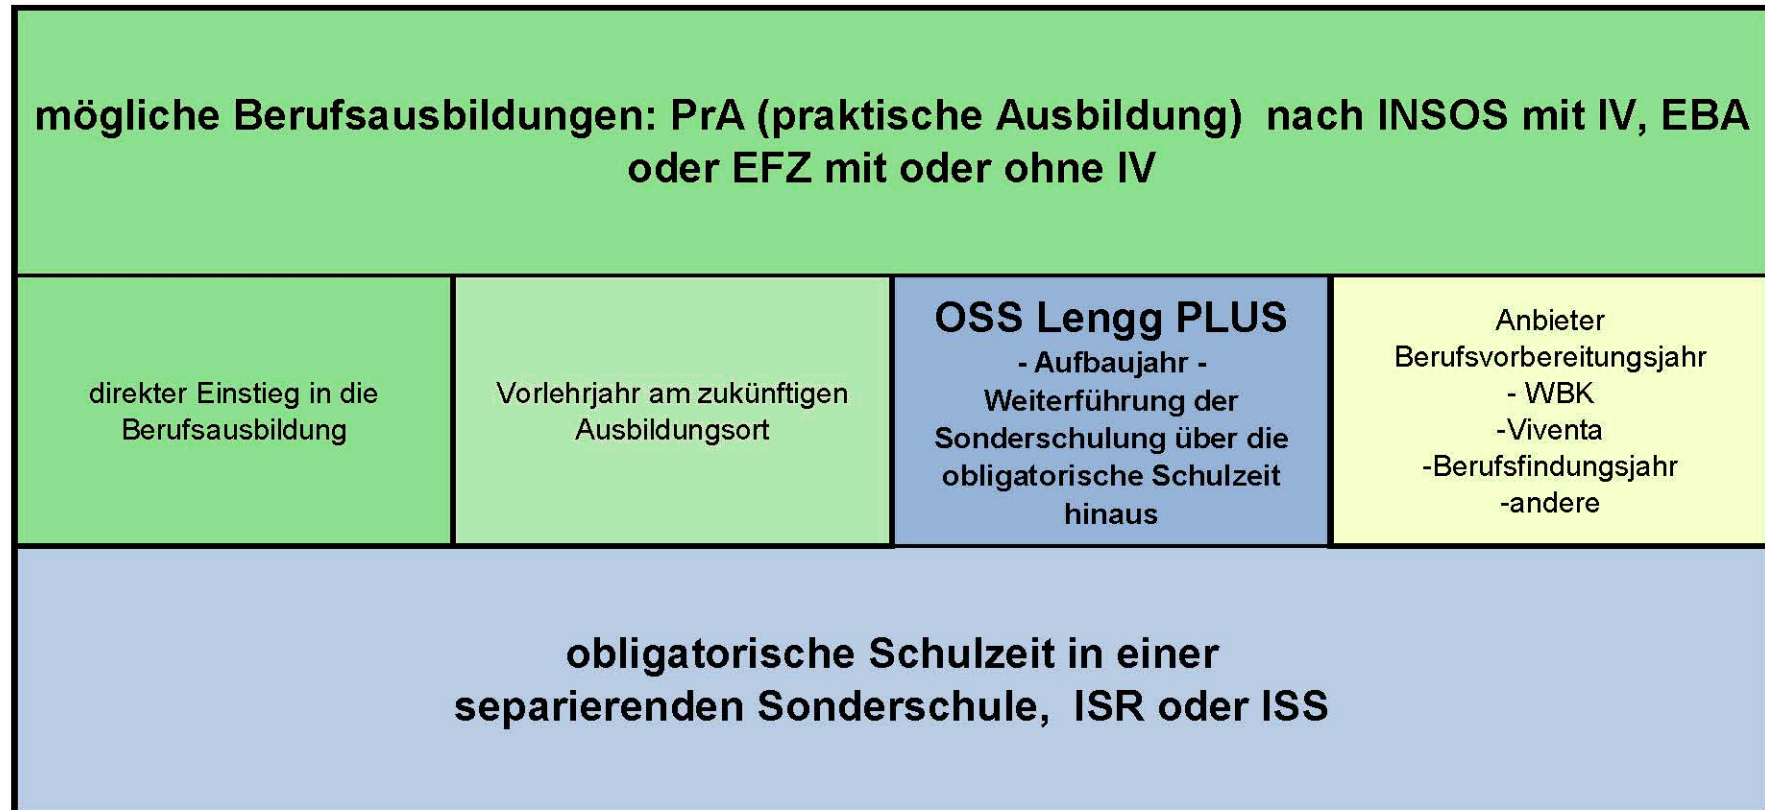 mögliche Berufsausbildungen: PrA (praktische Ausbildung)  nach INSOS mit IV, EBA
oder EFZ mit oder ohne IV
direkter Einstieg in die
Berufsausbildung
Vorlehrjahr am zukünftigen
Ausbildungsort
OSS Lengg PLUS
- Aufbaujahr -
Weiterführung der
Sonderschulung über die
obligatorische Schulzeit
hinaus
Anbieter
Berufsvorbereitungsjahr
- WBK
-Viventa
-Berufsfindungsjahr
-andere
obligatorische Schulzeit in einer
separierenden Sonderschule,  ISR oder ISS